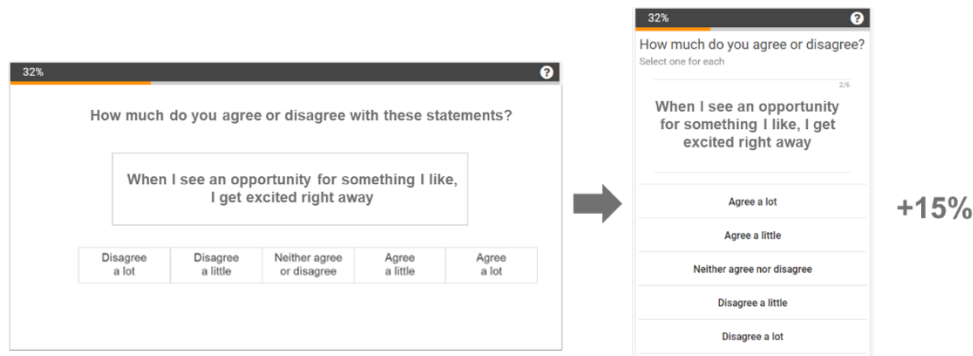 32%
?
How much do you agree or disagree with these statements?
When I see an opportunity for something I like,
I get excited right away
Disagree
a lot
Disagree
a little
Neither agree
or disagree
Agree
a little
Agree
a lot
32%
?
How much do you agree or disagree?
Select one for each
2/6
When I see an opportunity
for something I like, I get
excited right away
Agree a lot
Agree a little
Neither agree nor disagree
Disagree a little
Disagree a lot
+15%